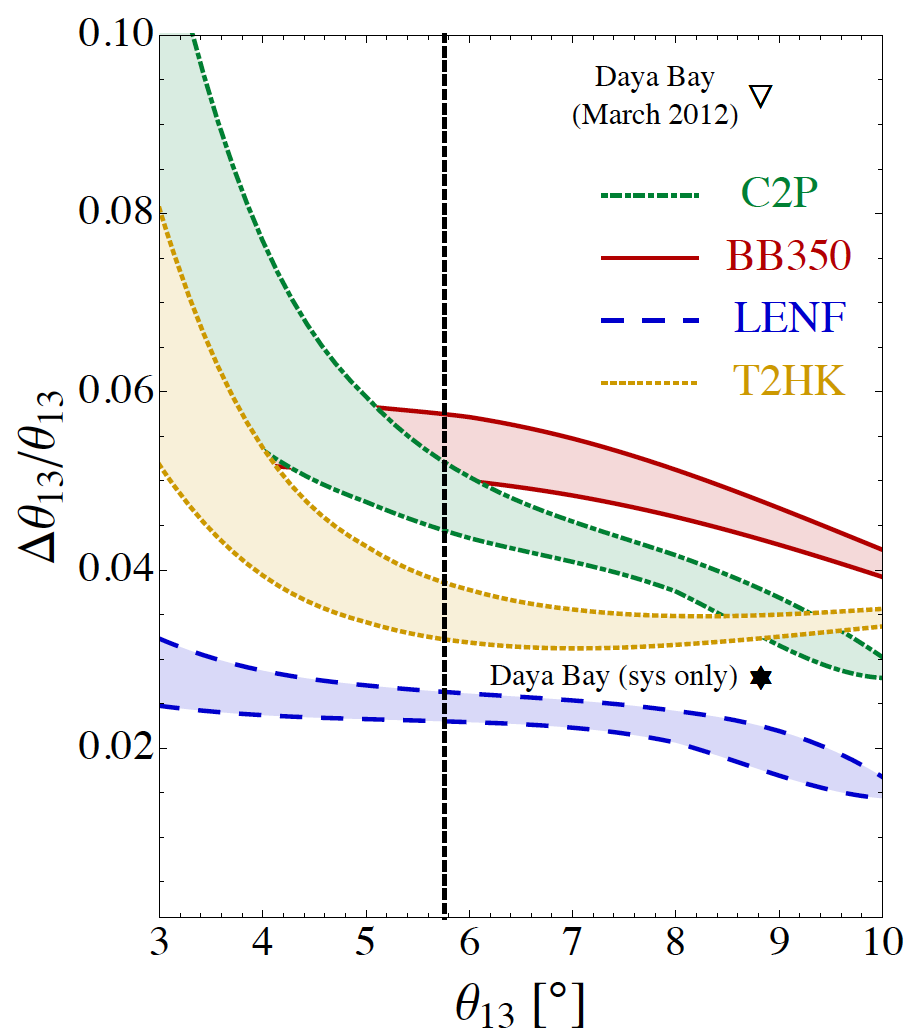 0.10
0.08
0.06
0.04
0.02
Δθ13/θ13
Daya Bay
(March 2012)
C2P
BB350
LENF
T2HK
Daya Bay (sys only)
3 4 5 6 7 8 9 10
θ13 [°]